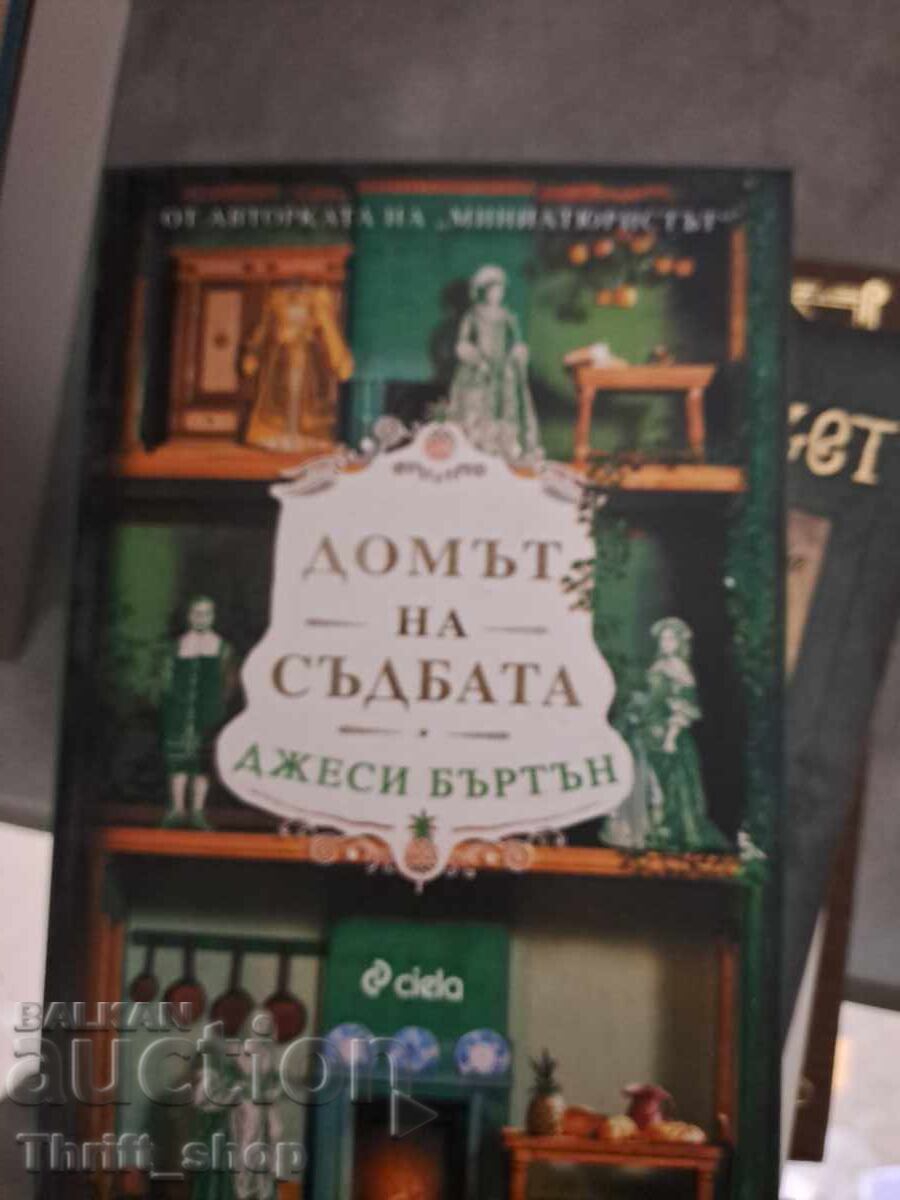 ОТ АВТОРКАТА НА „МИНИАТЮРИСТЪТ“
ДОМЪТ
НА
СЪДБАТА
ДЖЕСИ БЪРТЪН
ciela
BALKAN
auction
Thrift_shop